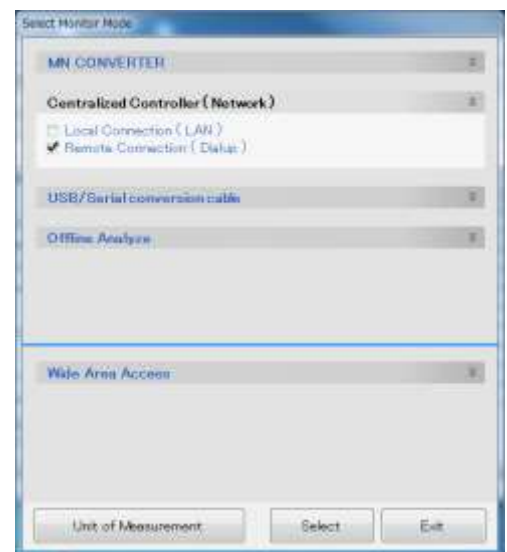 Select Monitor Mode
MN CONVERTER
Centralized Controller ( Network )
Local Connection ( LAN )
Remote Connection ( Dialup )
USB/Serial conversion cable
Offline Analyze
Wide Area Access
Unit of Measurement
Select
Exit